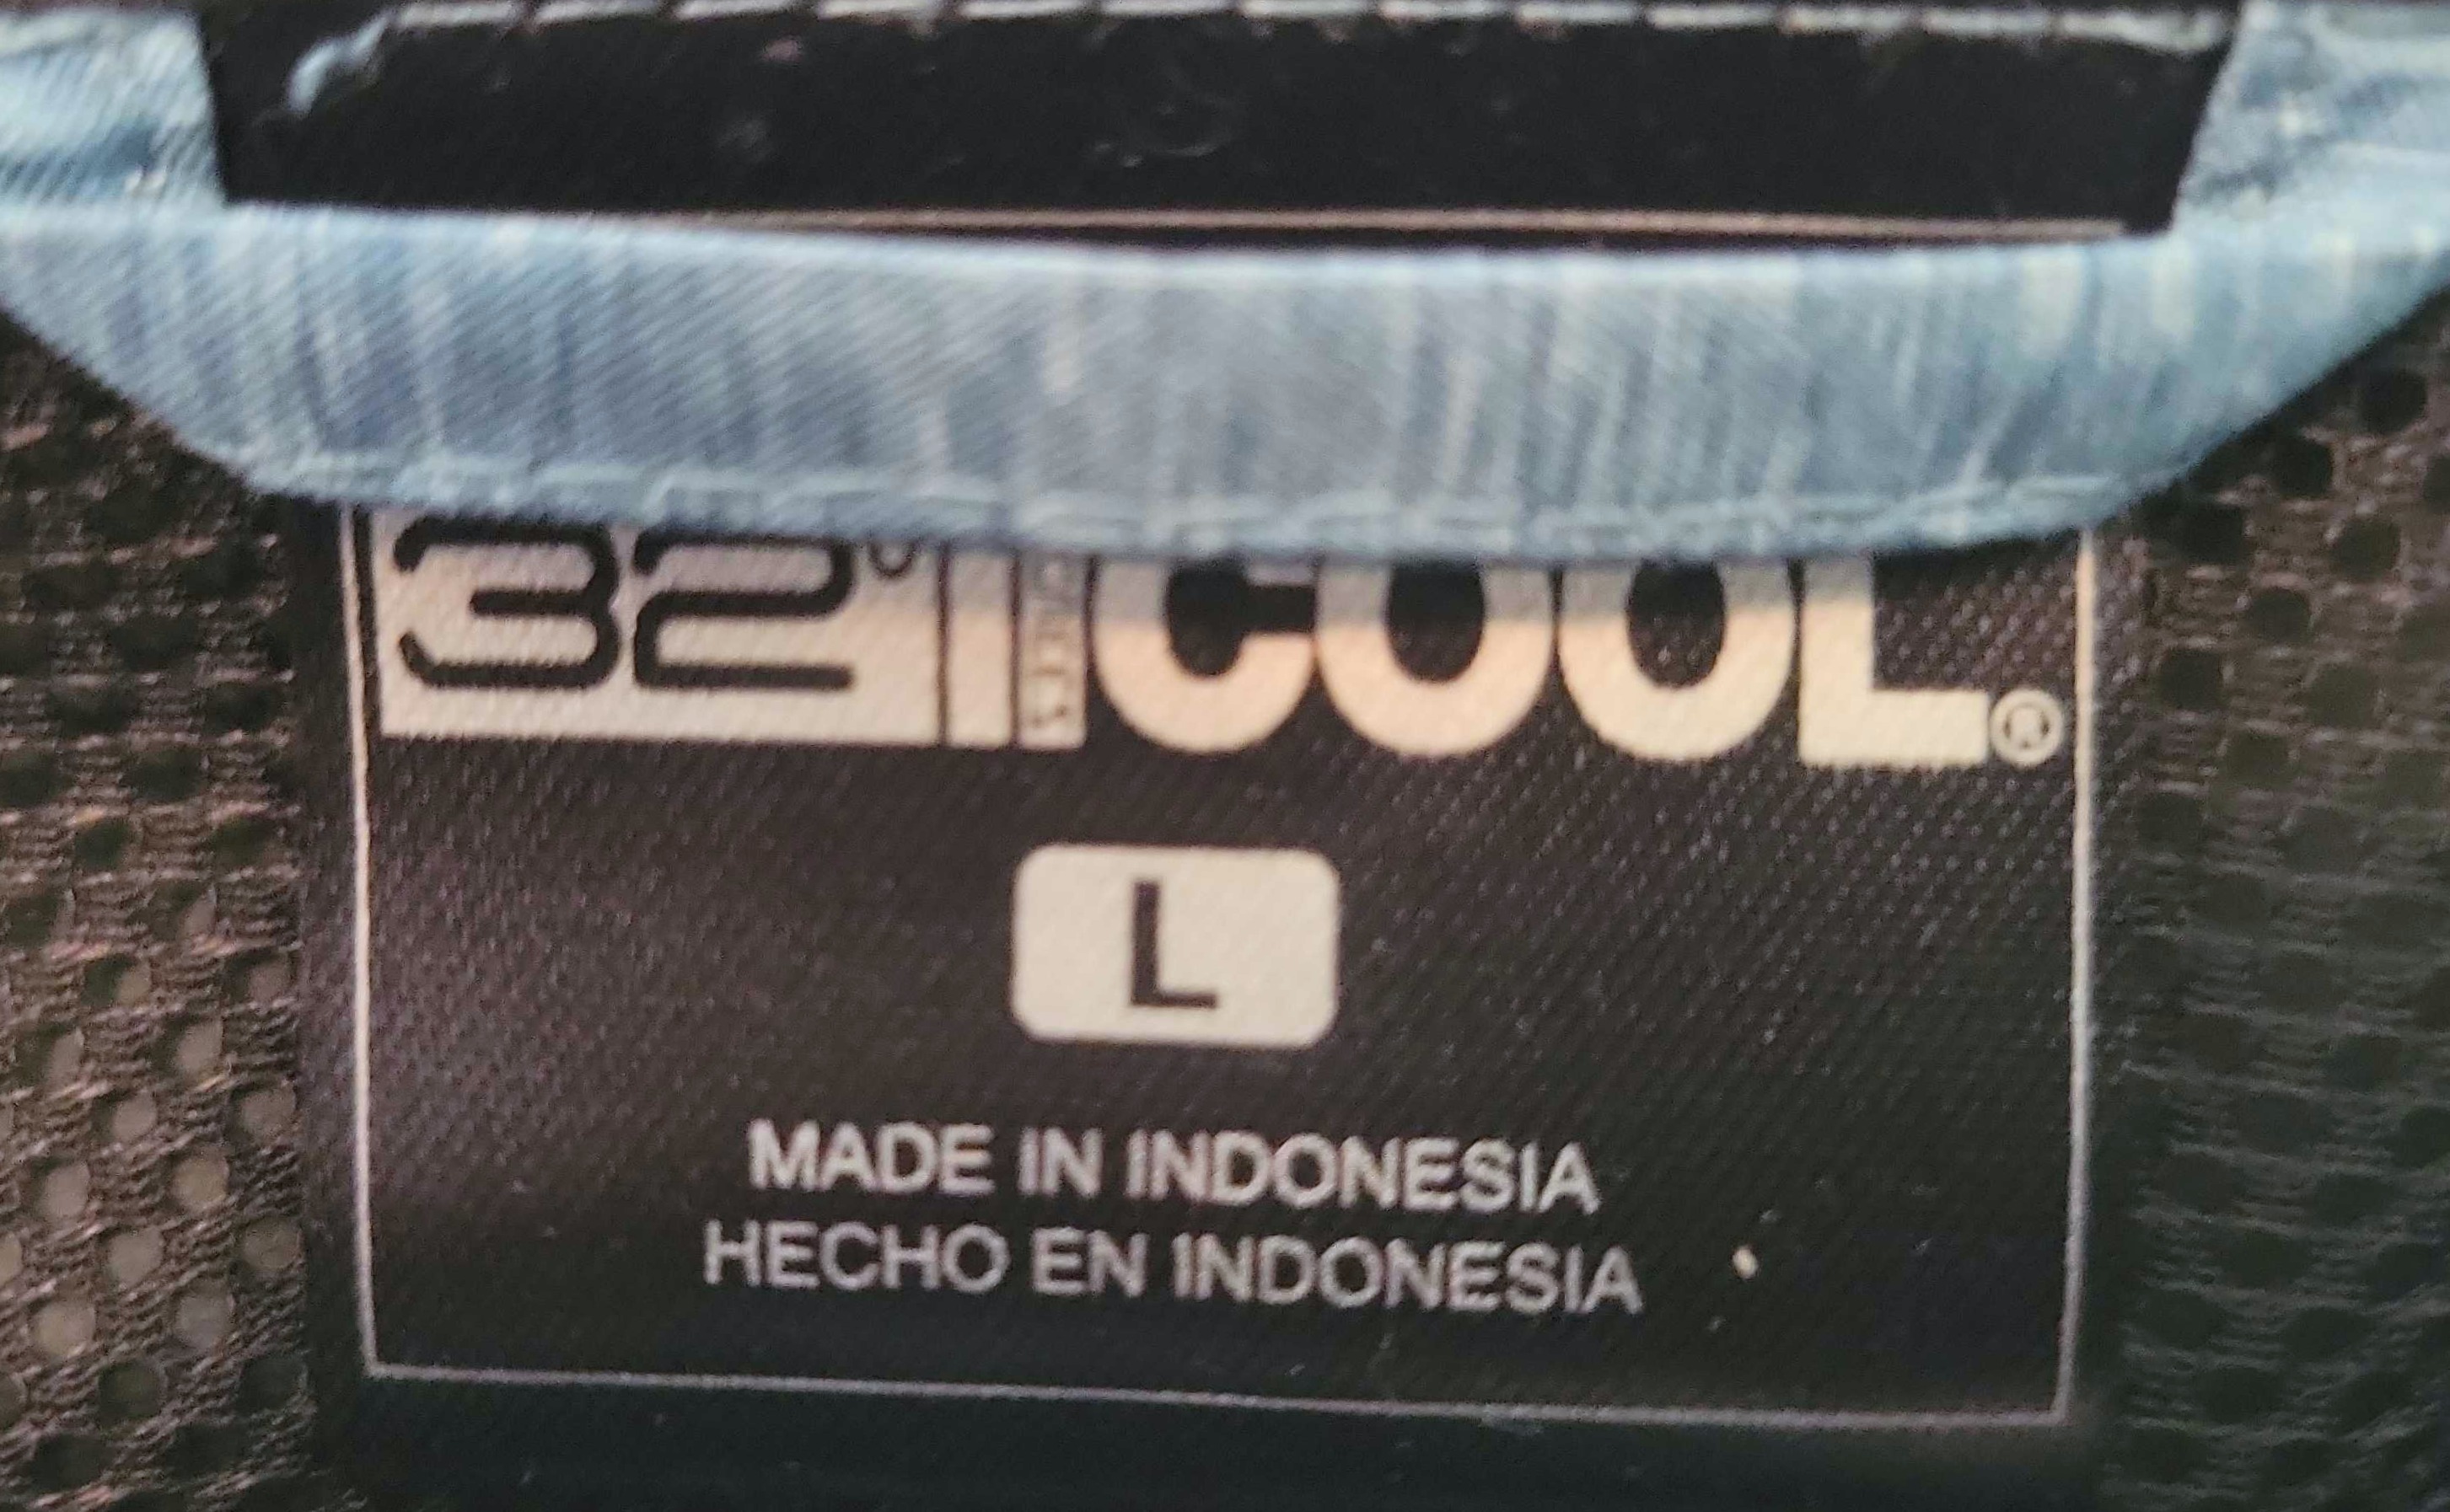 32° COOL®
L
MADE IN INDONESIA
HECHO EN INDONESIA